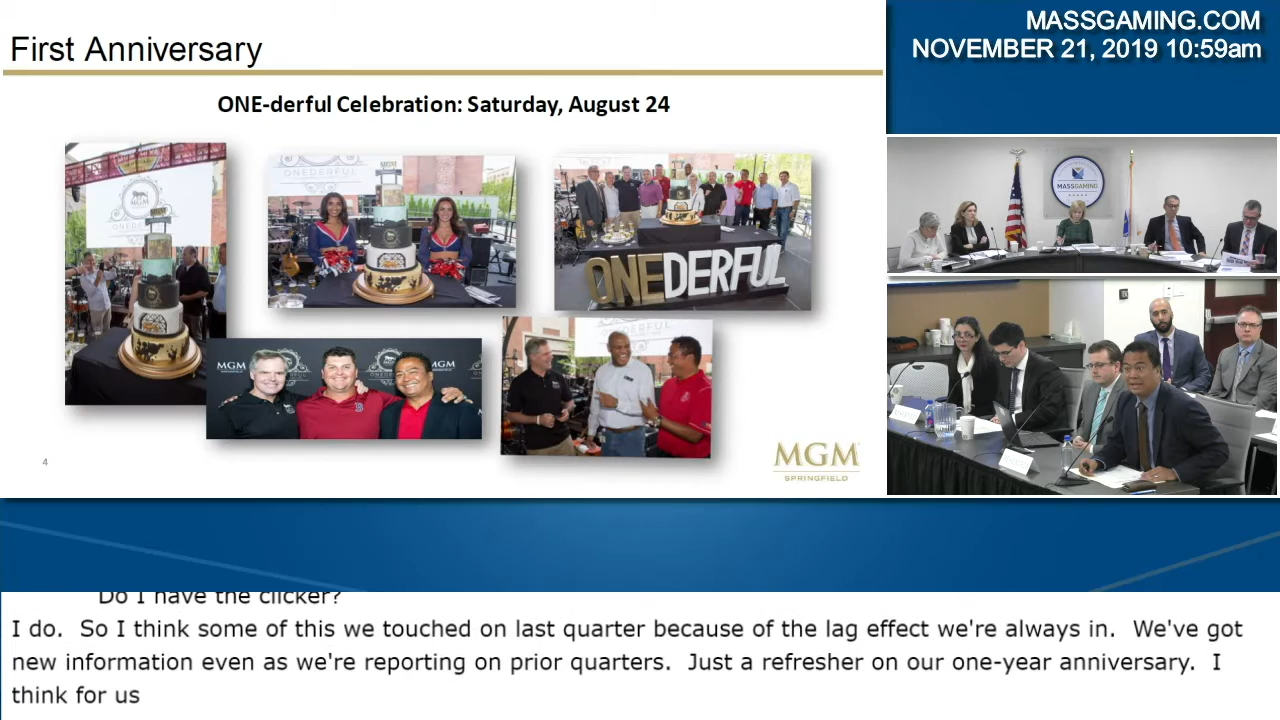 First Anniversary
ONE-derful Celebration: Saturday, August 24
MGM
ONEDERFUL
ONEDERFUL
ONEDERFUL
MGM
MGM
4
MGM
SPRINGFIELD
MASSGAMING.COM
NOVEMBER 21, 2019 10:59am
MASSGAMING
Do I have the clicker?
I do. So I think some of this we touched on last quarter because of the lag effect we're always in. We've got
new information even as we're reporting on prior quarters. Just a refresher on our one-year anniversary. I
think for us